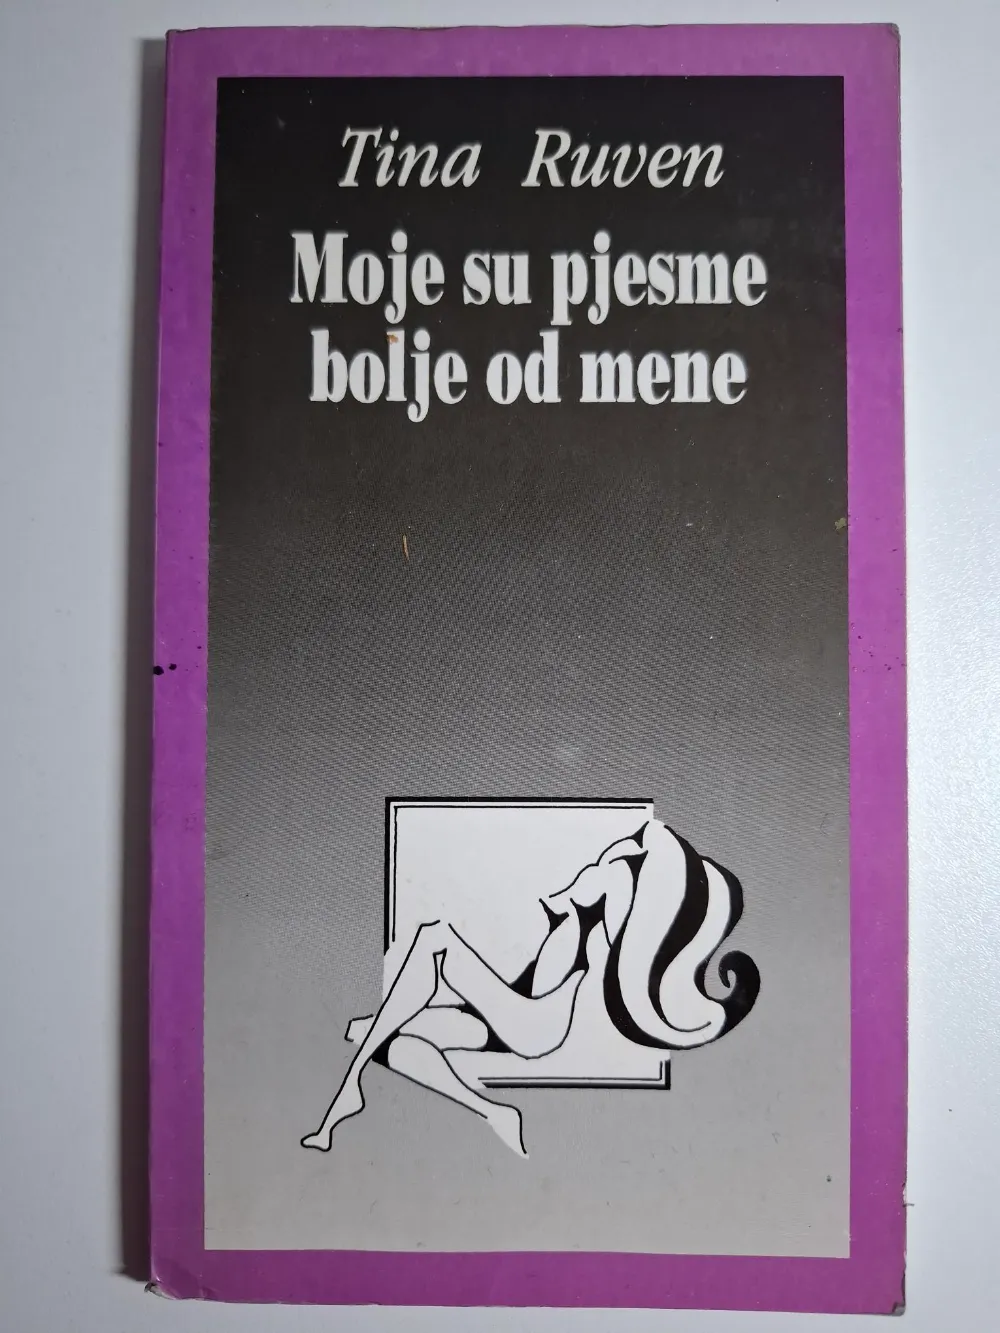 Tina Ruven
Moje su pjesme
bolje od mene